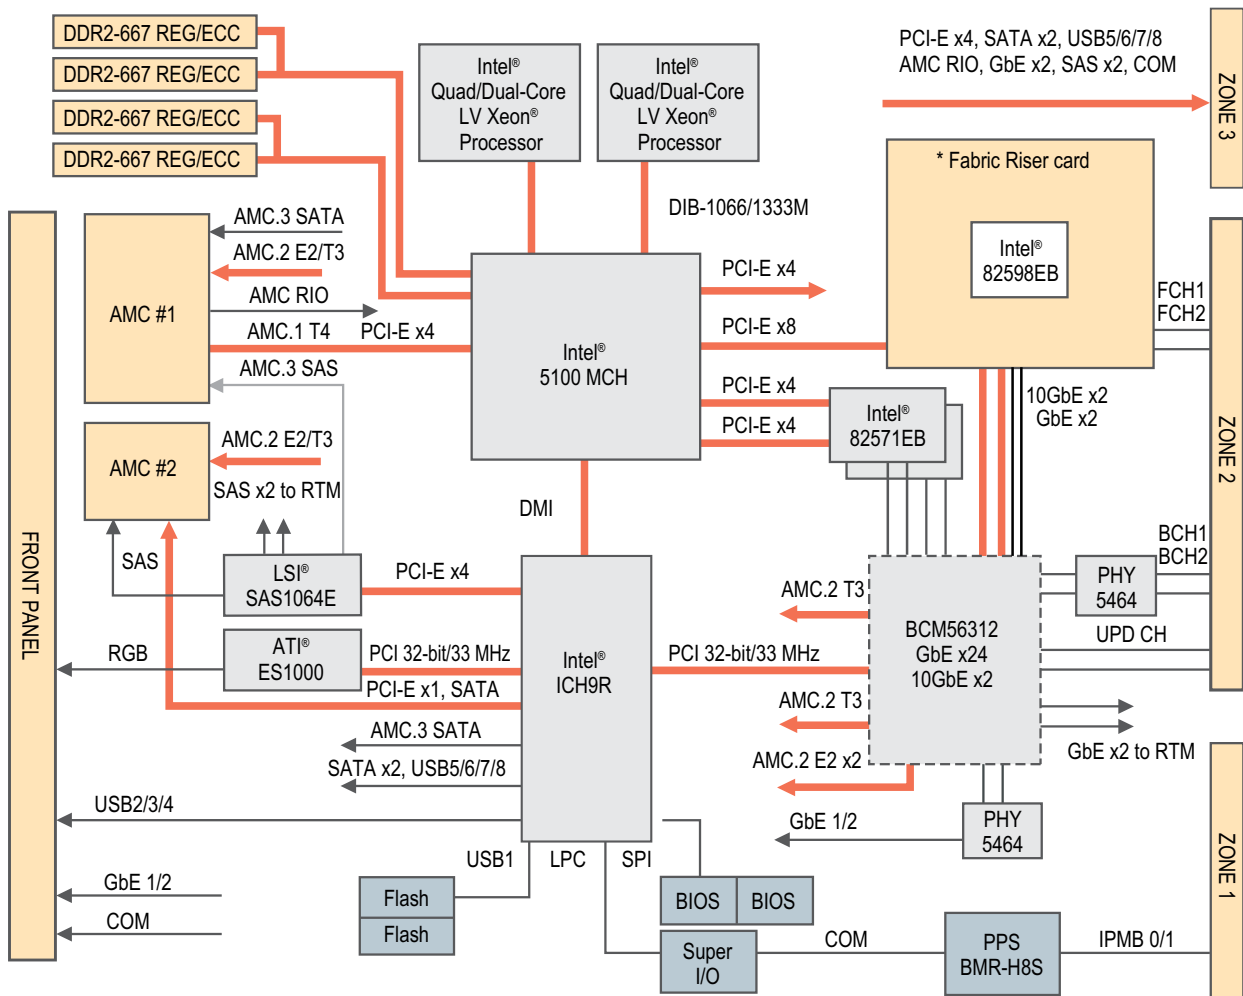 DDR2-667 REG/ECC
DDR2-667 REG/ECC
DDR2-667 REG/ECC
DDR2-667 REG/ECC
Intel®
Quad/Dual-Core
LV Xeon®
Processor
Intel®
Quad/Dual-Core
LV Xeon®
Processor
PCI-E x4, SATA x2, USB5/6/7/8
AMC RIO, GbE x2, SAS x2, COM
ZONE 3
* Fabric Riser card
Intel®
82598EB
DIB-1066/1333M
AMC #1
AMC.3 SATA
AMC.2 E2/T3
AMC RIO
AMC.1 T4
PCI-E x4
AMC.3 SAS
Intel®
5100 MCH
PCI-E x4
PCI-E x8
PCI-E x4
PCI-E x4
Intel®
82571EB
10GbE x2
GbE x2
FCH1
FCH2
ZONE 2
AMC #2
AMC.2 E2/T3
SAS x2 to RTM
DMI
FRONT PANEL
SAS
LSI®
SAS1064E
PCI-E x4
ATI®
ES1000
RGB
PCI 32-bit/33 MHz
PCI-E x1, SATA
Intel®
ICH9R
PCI 32-bit/33 MHz
AMC.2 T3
BCM56312
GbE x24
10GbE x2
PHY
5464
BCH1
BCH2
UPD CH
AMC.2 T3
AMC.2 E2 x2
GbE x2 to RTM
AMC.3 SATA
SATA x2, USB5/6/7/8
USB2/3/4
GbE 1/2
PHY
5464
USB1
LPC
SPI
GbE 1/2
COM
Flash
Flash
BIOS
BIOS
Super
I/O
COM
PPS
BMR-H8S
IPMB 0/1
ZONE 1